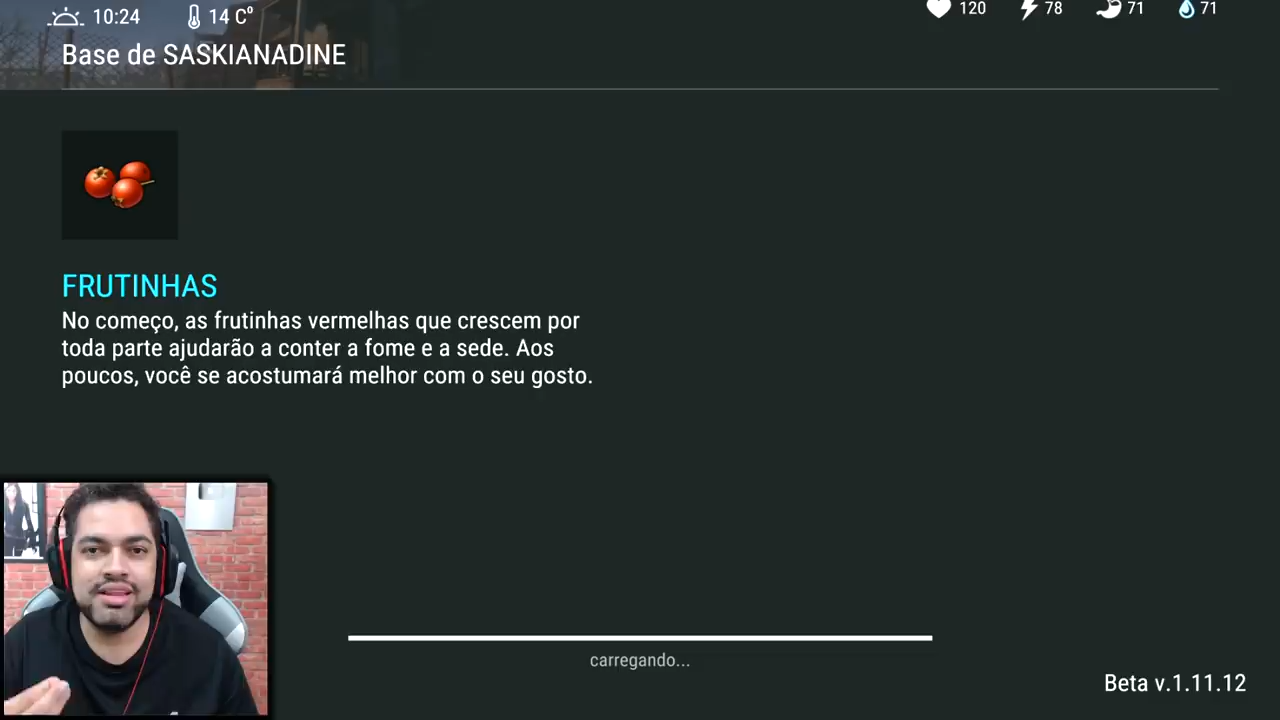 10:24 14 Cº 120 78 71 71
Base de SASKIANADINE
FRUTINHAS
No começo, as frutinhas vermelhas que crescem por
toda parte ajudarão a conter a fome e a sede. Aos
poucos, você se acostumará melhor com o seu gosto.
carregando...
Beta v.1.11.12